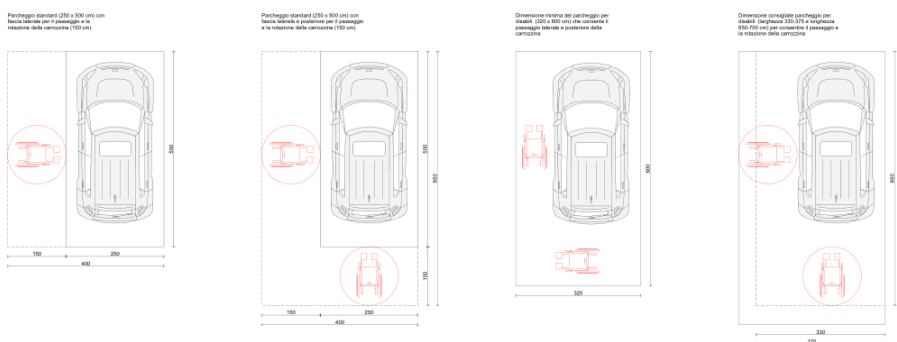 Parcheggio standard (250 x 500 cm) con
fascia laterale per il passaggio e la
rotazione della carrozzina (150 cm)
Parcheggio standard (250 x 500 cm) con
fascia laterale e posteriore per il passaggio
e la rotazione della carrozzina (150 cm)
Dimensione minima del parcheggio per
disabili (320 x 600 cm) che consenta il
passaggio laterale e posteriore della
carrozzina
Dimensione consigliate parcheggio per
disabili (larghezza 330-375 e lunghezza
650-700 cm) per consentire il passaggio e
la rotazione della carrozzina
500
150
250
400
500
650
150
150
250
400
600
320
650
330